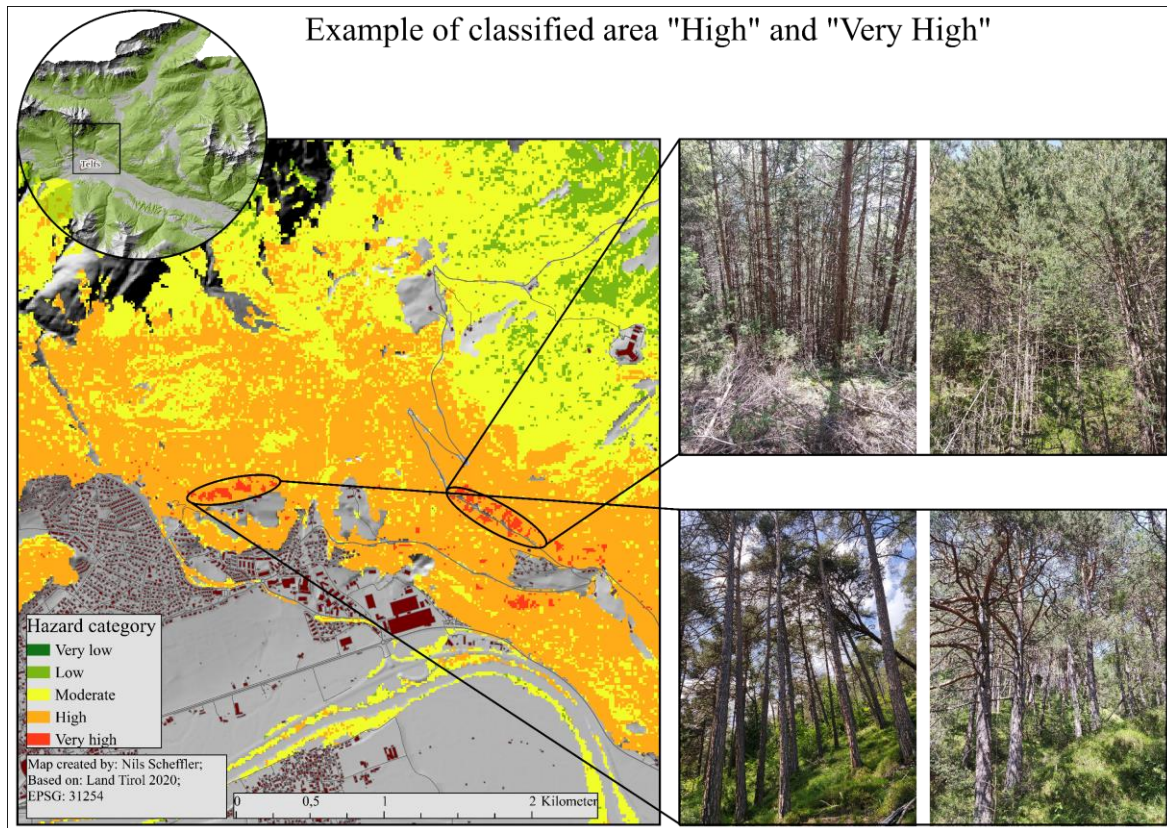 Example of classified area "High" and "Very High"
Telfs
Hazard category
Very low
Low
Moderate
High
Very high
Map created by: Nils Scheffler;
Based on: Land Tirol 2020;
EPSG: 31254
0 0,5 1 2 Kilometer